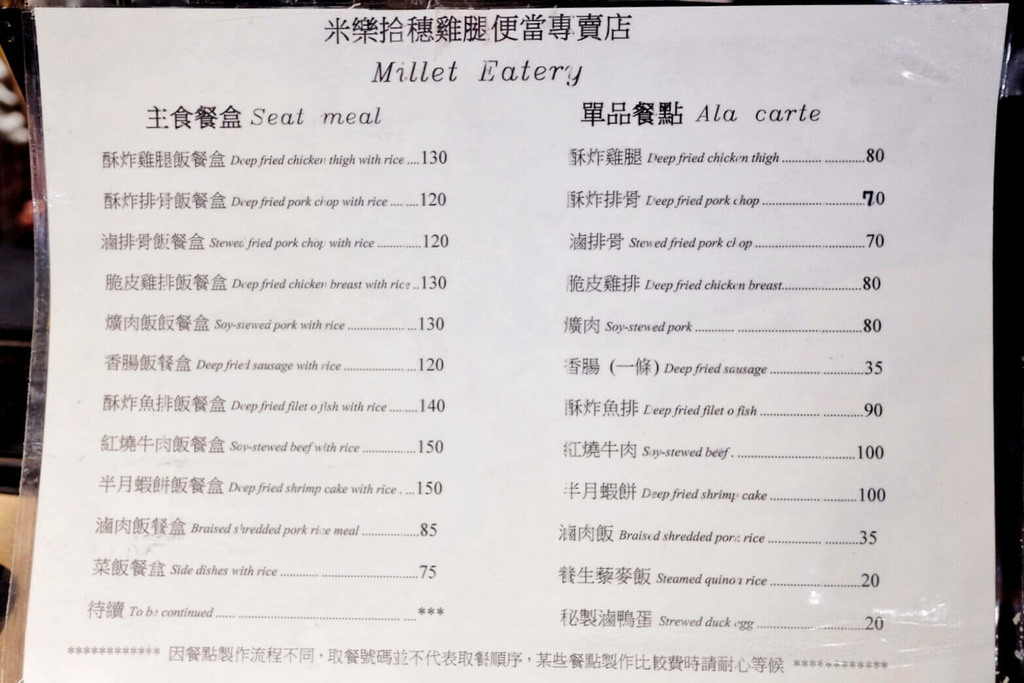 米樂拾穗雞腿便當專賣店
Millet Eatery
主食餐盒 Seat meal
酥炸雞腿飯餐盒 Deep fried chicken thigh with rice ....130
酥炸排骨飯餐盒 Deep fried pork chop with rice .........120
滷排骨飯餐盒 Stewed fried pork chop with rice ............120
脆皮雞排飯餐盒 Deep fried chicken breast with rice ..130
爌肉飯飯餐盒 Soy-stewed pork with rice ...................130
香腸飯餐盒 Deep fried sausage with rice ...................120
酥炸魚排飯餐盒 Deep fried filet o fish with rice .........140
紅燒牛肉飯餐盒 Soy-stewed beef with rice ..............150
半月蝦餅飯餐盒 Deep fried shrimp cake with rice . ...150
滷肉飯餐盒 Braised shredded pork rice meal ...............85
菜飯餐盒 Side dishes with rice ...................................75
待續 To be continued ................................................***
單品餐點 Ala carte
酥炸雞腿 Deep fried chicken thigh .......................80
酥炸排骨 Deep fried pork chop ..........................70
滷排骨 Stewed fried pork chop ............................70
脆皮雞排 Deep fried chicken breast......................80
爌肉 Soy-stewed pork .......................................80
香腸 (一條) Deep fried sausage .........................35
酥炸魚排 Deep fried filet o fish ..........................90
紅燒牛肉 Soy-stewed beef . ..............................100
半月蝦餅 Deep fried shrimp cake .......................100
滷肉飯 Braised shredded pork rice .......................35
養生藜麥飯 Steamed quinoa rice .........................20
秘製滷鴨蛋 Strewed duck egg ............................20
************ 因餐點製作流程不同，取餐號碼並不代表取餐順序，某些餐點製作比較費時請耐心等候 ************